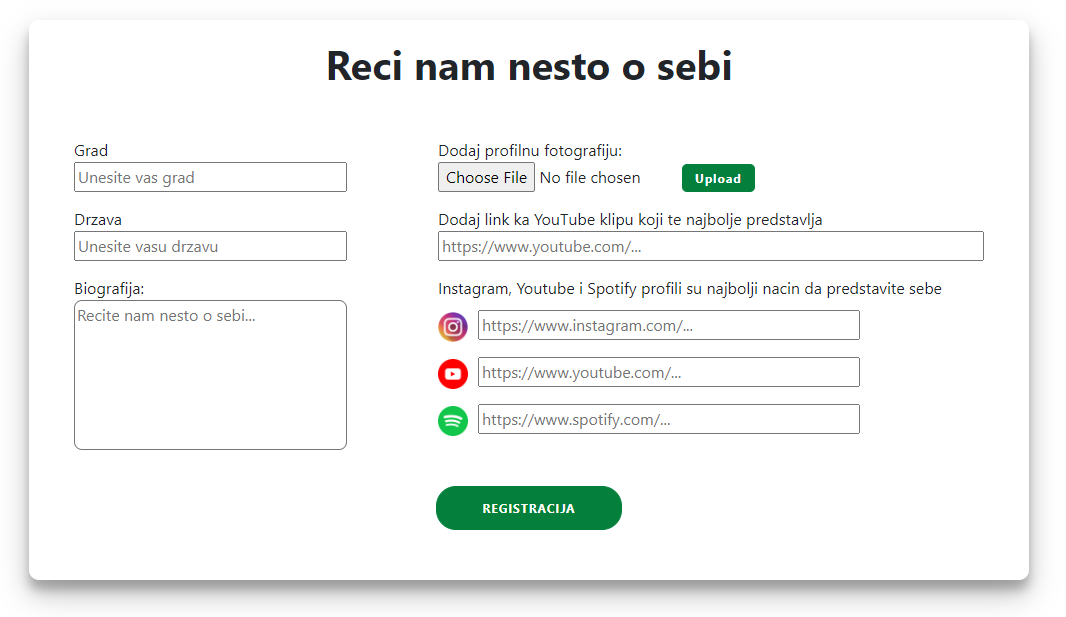 Reci nam nesto o sebi
Grad
Unesite vas grad
Drzava
Unesite vasu drzavu
Biografija:
Recite nam nesto o sebi...
Dodaj profilnu fotografiju:
Choose File No file chosen Upload
Dodaj link ka YouTube klipu koji te najbolje predstavlja
https://www.youtube.com/...
Instagram, Youtube i Spotify profili su najbolji nacin da predstavite sebe
https://www.instagram.com/...
https://www.youtube.com/...
https://www.spotify.com/...
REGISTRACIJA